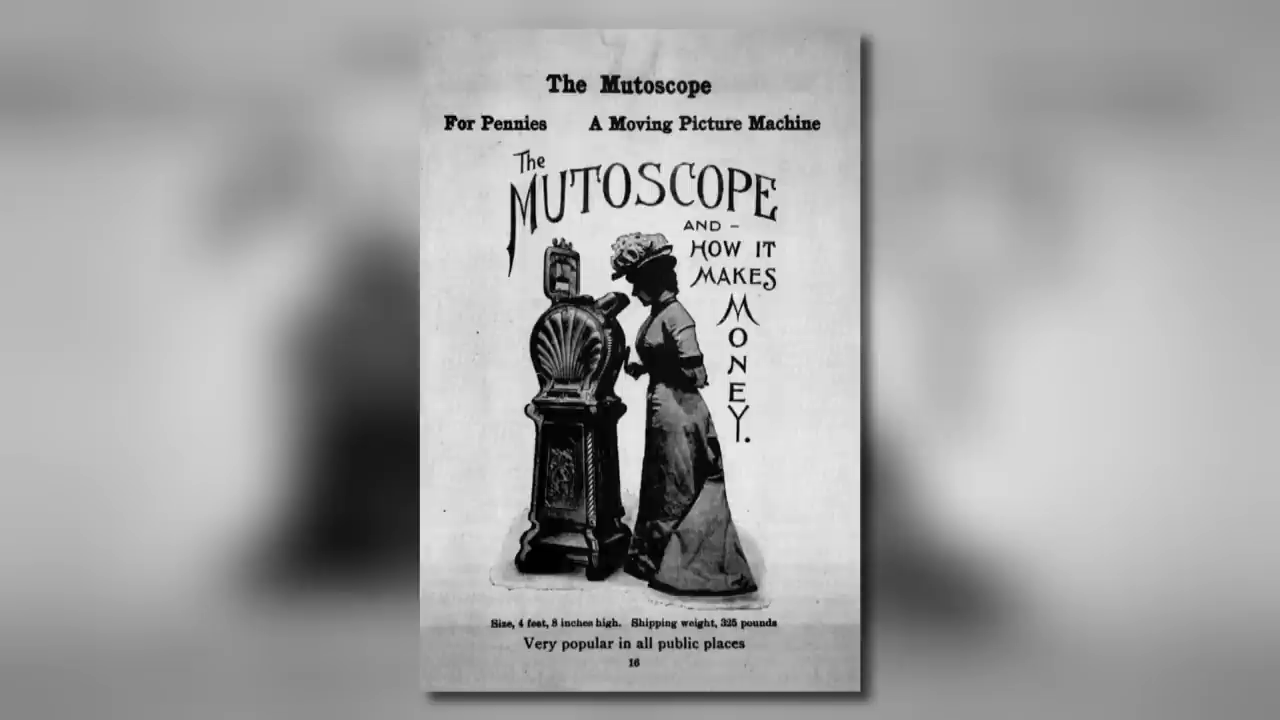 The Mutoscope
For Pennies A Moving Picture Machine
The
MUTOSCOPE
AND –
HOW IT
MAKES
MONEY.
Size, 4 feet, 8 inches high. Shipping weight, 325 pounds
Very popular in all public places
16